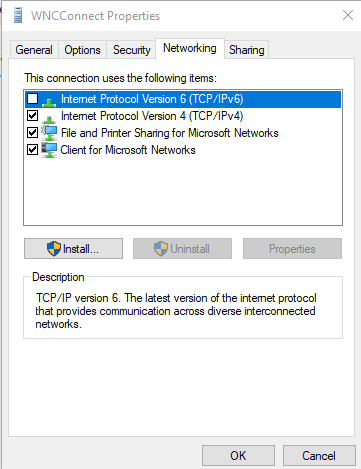 WNCConnect Properties
General Options Security Networking Sharing
This connection uses the following items:
Internet Protocol Version 6 (TCP/IPv6)
Internet Protocol Version 4 (TCP/IPv4)
File and Printer Sharing for Microsoft Networks
Client for Microsoft Networks
Install... Uninstall Properties
Description
TCP/IP version 6. The latest version of the internet protocol
that provides communication across diverse interconnected
networks.
OK Cancel